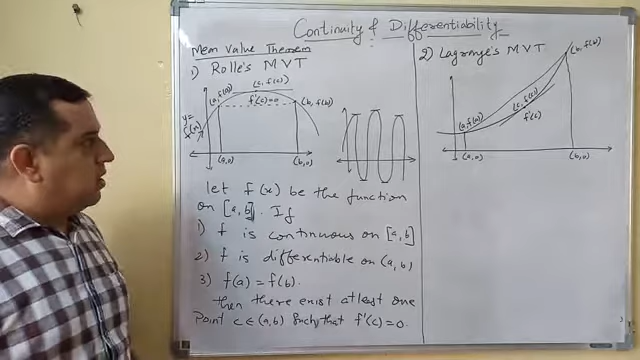 Continuity & Differentiability
Mean Value Theorem
1) Rolle's MVT
(a, f(a))
(c, f(c))
f'(c)=0
(b, f(b))
y=
f(x)
(a,0)
(b,0)
let f(x) be the function
on [a, b]. If
1) f is continuous on [a, b]
2) f is differentiable on (a, b)
3) f(a) = f(b).
then there exist atleast one
Point c ∈ (a, b) Such that f'(c) = 0.
2) Lagrange's MVT
(b, f(b))
(c, f(c))
f'(c)
(a, f(a))
(a,0)
(b,0)